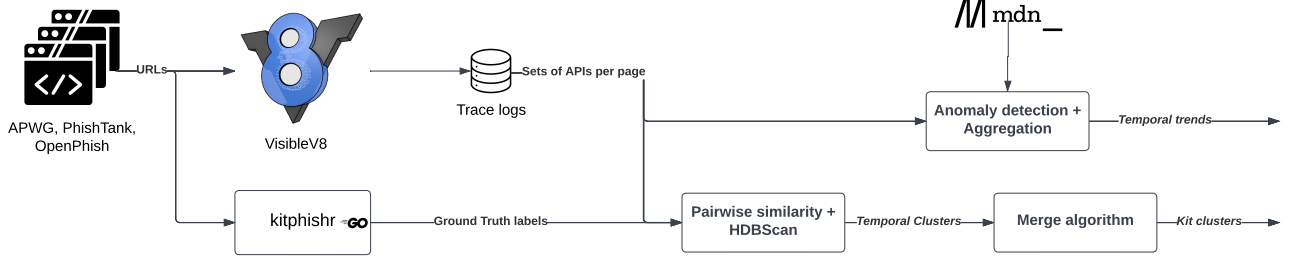 mdn_
URLs
Sets of APIs per page
Trace logs
APWG, PhishTank,
OpenPhish
VisibleV8
Anomaly detection +
Aggregation
Temporal trends
kitphishr
GO
Ground Truth labels
Pairwise similarity +
HDBScan
Temporal Clusters
Merge algorithm
Kit clusters